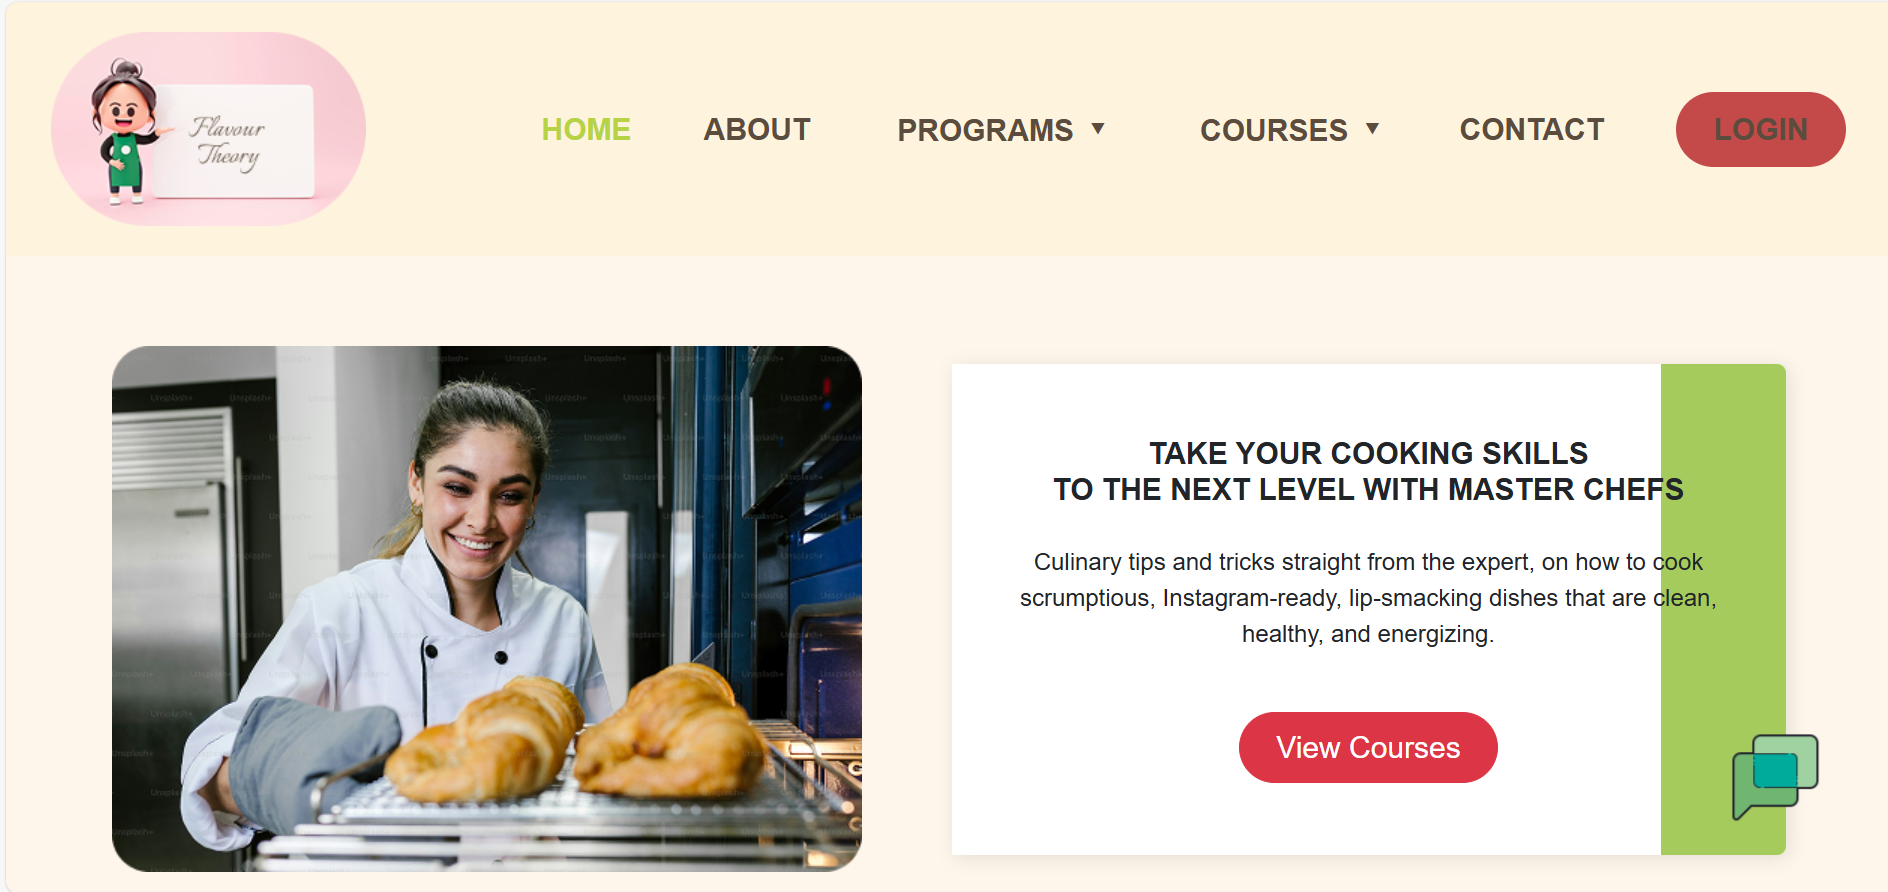 Flavour
Theory
HOME ABOUT PROGRAMS ▼ COURSES ▼ CONTACT LOGIN
TAKE YOUR COOKING SKILLS
TO THE NEXT LEVEL WITH MASTER CHEFS
Culinary tips and tricks straight from the expert, on how to cook
scrumptious, Instagram-ready, lip-smacking dishes that are clean,
healthy, and energizing.
View Courses
Unsplash+